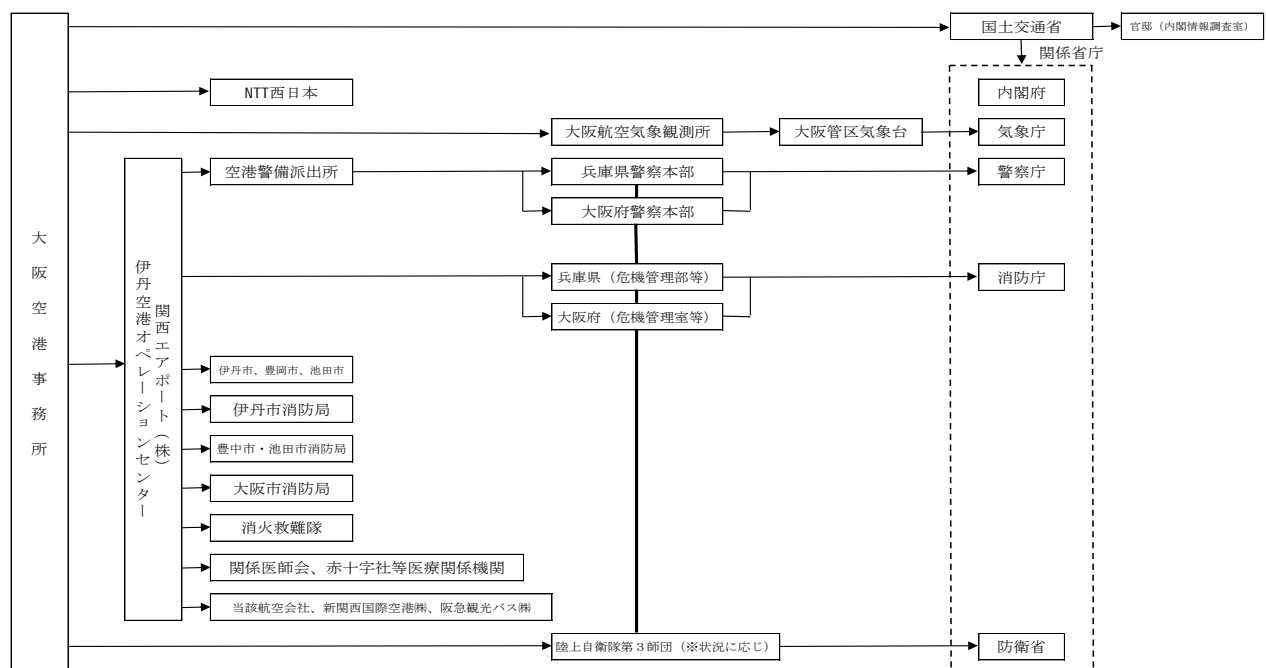 国土交通省
官邸（内閣情報調査室）
関係省庁
NTT西日本
内閣府
大阪航空気象観測所
大阪管区気象台
気象庁
空港警備派出所
兵庫県警察本部
警察庁
大阪府警察本部
大阪空港事務所
関西エアポート（株）
伊丹空港オペレーションセンター
兵庫県（危機管理部等）
消防庁
大阪府（危機管理室等）
伊丹市、豊岡市、池田市
伊丹市消防局
豊中市・池田市消防局
大阪市消防局
消火救難隊
関係医師会、赤十字社等医療関係機関
当該航空会社、新関西国際空港㈱、阪急観光バス㈱
陸上自衛隊第３師団（※状況に応じ）
防衛省